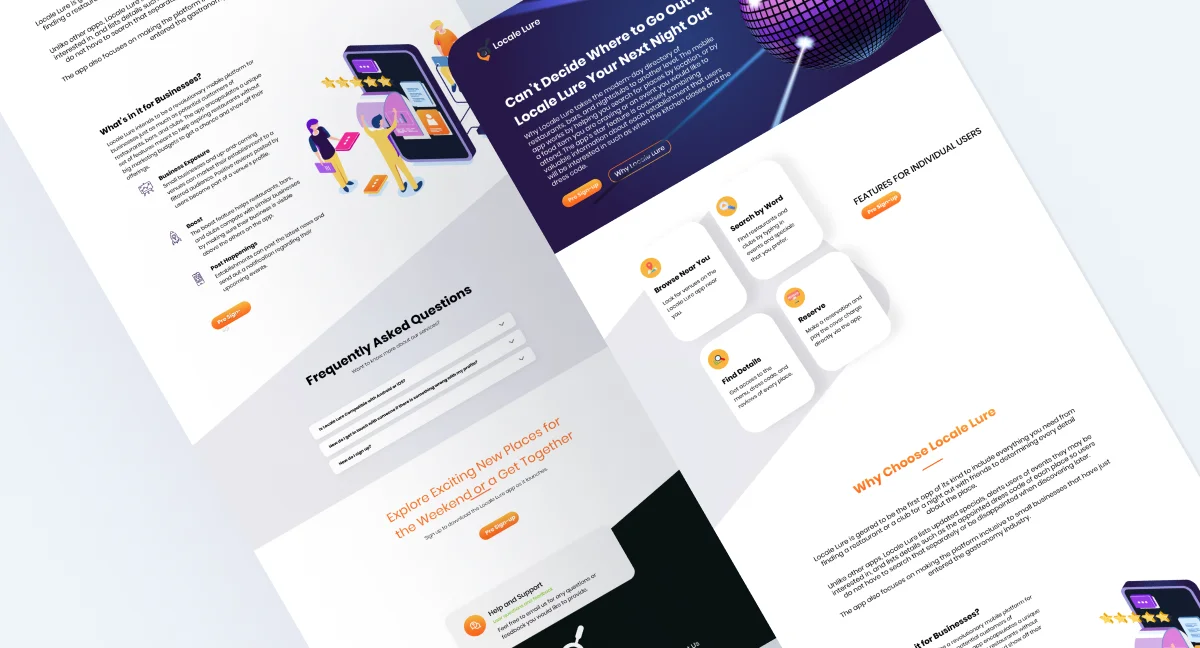 Locale Lure is
finding a restaura
Unlike other apps, Locale Lure
interested in, and lists details suc
do not have to search that separa
The app also focuses on making the platform i
entered the gastronomy
What's in it for Businesses?
Locale Lure intends to be a revolutionary mobile platform for
businesses just as much as potential customers of
restaurants, bars, and clubs. The app encapsulates a unique
set of features meant to help aspiring restaurants without
big marketing budgets to get a chance and show off their
offerings.
Business Exposure
Small businesses and up-and-coming
venues can market their establishment to a
filtered audience. Positive reviews posted by
users become part of a venue's profile.
Boost
The boost feature helps restaurants, bars,
and clubs compete with similar businesses
by making sure their business is visible
above the others on the app.
Post Happenings
Establishments can post the latest news and
send out a notification regarding their
upcoming events.
Pre Sign-
Frequently Asked Questions
Want to know more about our services?
Is Locale Lure Compatible with Android or iOS?
How do I get in touch with someone if there is something wrong with my profile?
How do I sign up?
Explore Exciting New Places for
the Weekend or a Get Together
Sign up to download the Locale Lure app as it launches.
Pre Sign-up
Help and Support
Feel free to email us for any questions or
feedback you would like to provide.
t Us
Locale Lure
Can't Decide Where to Go Out?
Locale Lure Your Next Night Out
Why Locale Lure takes the modern-day directory of
restaurants, bars, and nightclubs to another level. The mobile
app works by helping you search for places by location, or by
a food item you are craving or an event you would like to
attend. The app store feature is concisely combining
valuable information about each establishment that users
will be interested in such as when the kitchen closes and the
dress code
Pre Sign-up
Why Locale Lure
FEATURES FOR INDIVIDUAL USERS
Pre Sign-up
Browse Near You
Look for venues on the
Locale Lure app near
you.
Search by Word
Find restaurants and
clubs by typing in
events and specials
that you prefer.
Find Details
Get access to the
menu, dress code, and
reviews of every place.
Reserve
Make a reservation and
pay the cover charge
directly via the app.
Why Choose Locale Lure
Locale Lure is geared to be the first app of its kind to include everything you need from
finding a restaurant or a club for a night out with friends to determining every detail
about the place.
Unlike other apps, Locale Lure lists updated specials, alerts users of events they may be
interested in, and lists details such as the appointed dress code of each place so users
do not have to search that separately or be disappointed when discovering later.
The app also focuses on making the platform inclusive to small businesses that have just
entered the gastronomy industry.
it for Businesses?
be a revolutionary mobile platform for
potential customers of
app encapsulates a unique
restaurants without
show off their